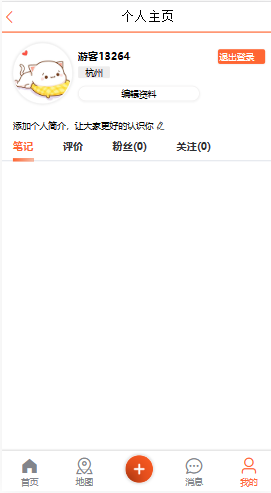 个人主页
游客13264
退出登录
杭州
编辑资料
添加个人简介，让大家更好的认识你
笔记 评价 粉丝(0) 关注(0)
首页 地图 消息 我的